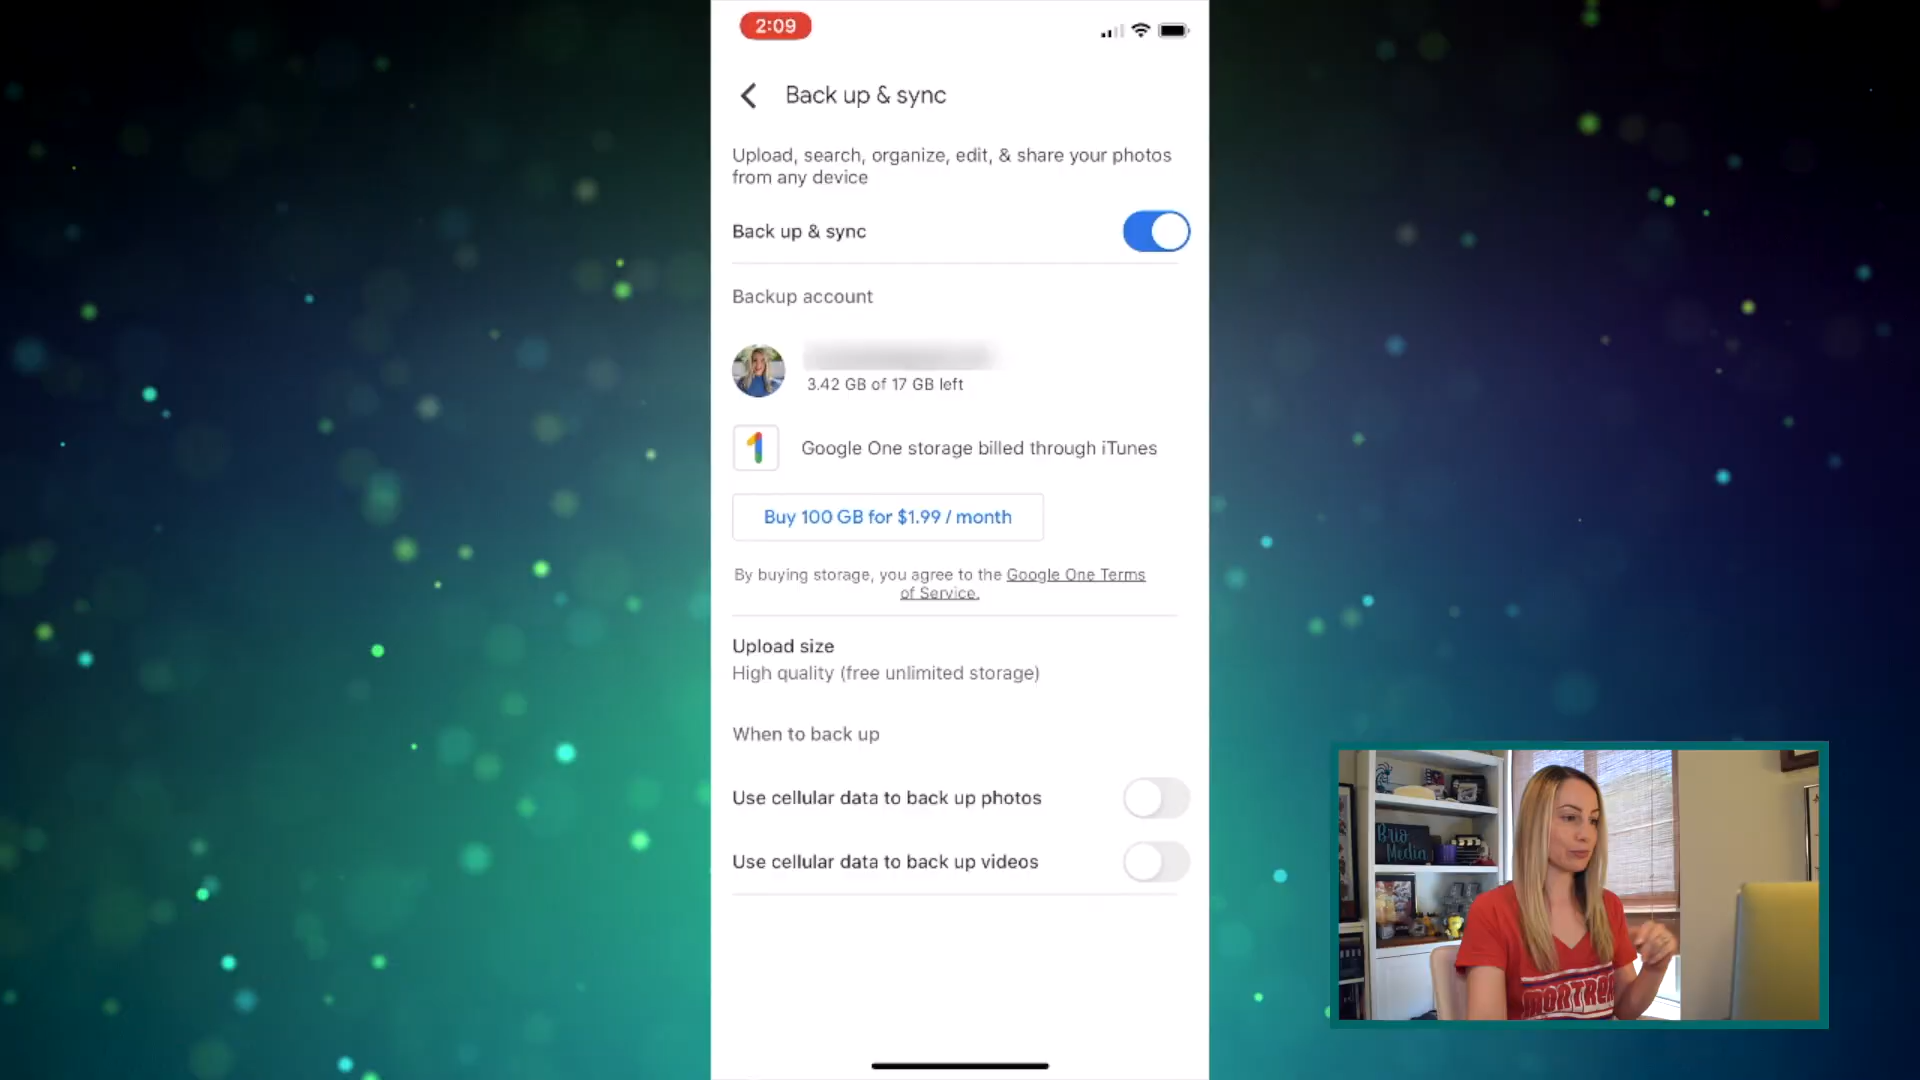 2:09
Back up & sync
Upload, search, organize, edit, & share your photos
from any device
Back up & sync
Backup account
3.42 GB of 17 GB left
1
Google One storage billed through iTunes
Buy 100 GB for $1.99 / month
By buying storage, you agree to the Google One Terms
of Service.
Upload size
High quality (free unlimited storage)
When to back up
Use cellular data to back up photos
Use cellular data to back up videos
Brio
Media